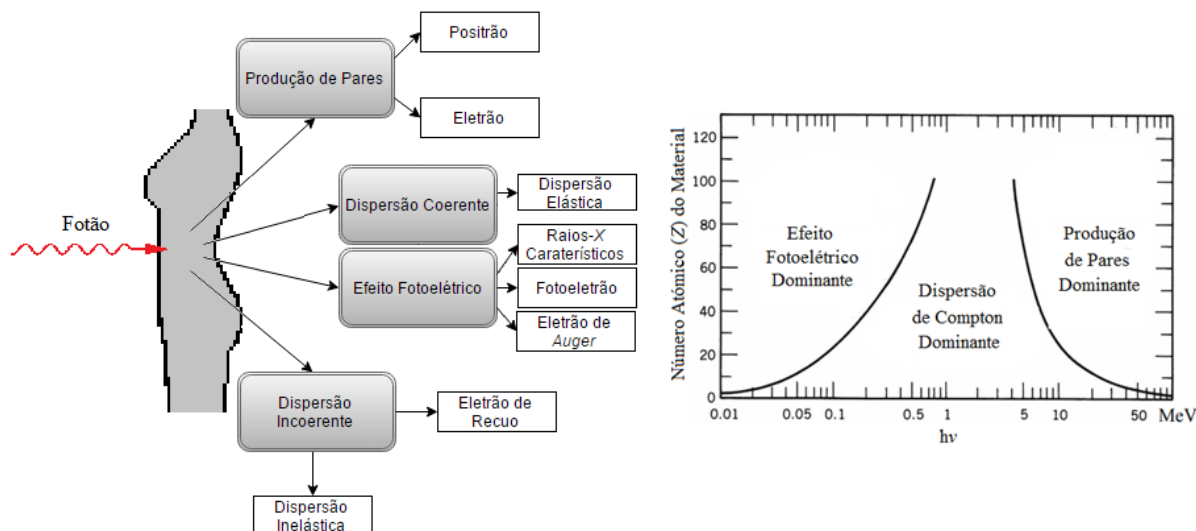 Fotão
Produção de Pares
Positrão
Eletrão
Dispersão Coerente
Dispersão
Elástica
Efeito Fotoelétrico
Raios-X
Caraterísticos
Fotoeletrão
Eletrão de
Auger
Dispersão
Incoerente
Eletrão de
Recuo
Dispersão
Inelástica
Número Atómico (Z) do Material
120
100
80
60
40
20
0
Efeito
Fotoelétrico
Dominante
Dispersão
de Compton
Dominante
Produção
de Pares
Dominante
0.01 0.05 0.1 0.5 1 5 10 50 MeV
hν